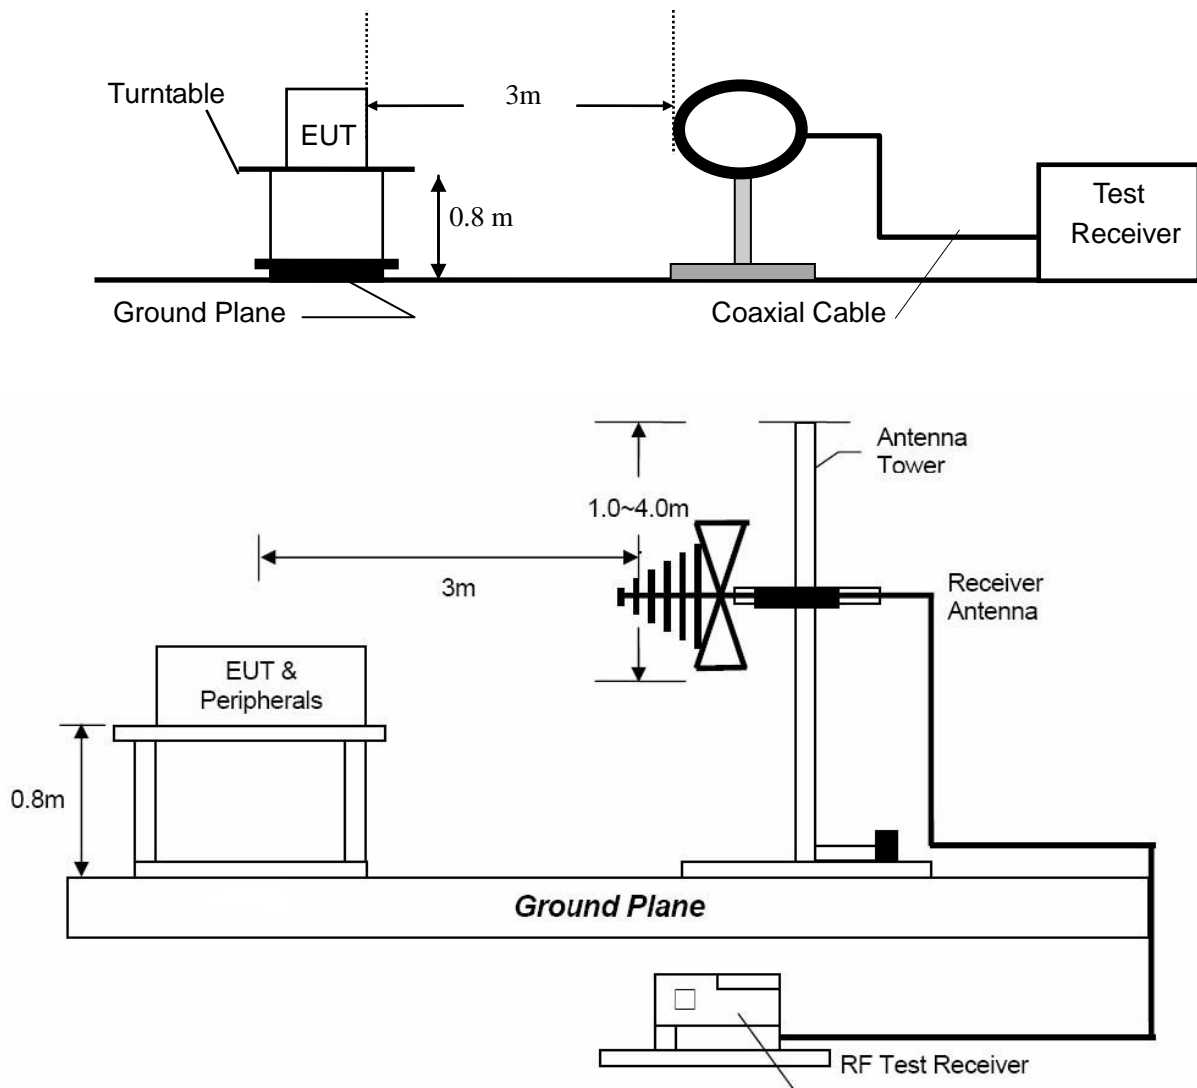 Turntable
3m
EUT
0.8 m
Test
Receiver
Ground Plane
Coaxial Cable
Antenna
Tower
1.0~4.0m
3m
Receiver
Antenna
EUT &
Peripherals
0.8m
Ground Plane
RF Test Receiver